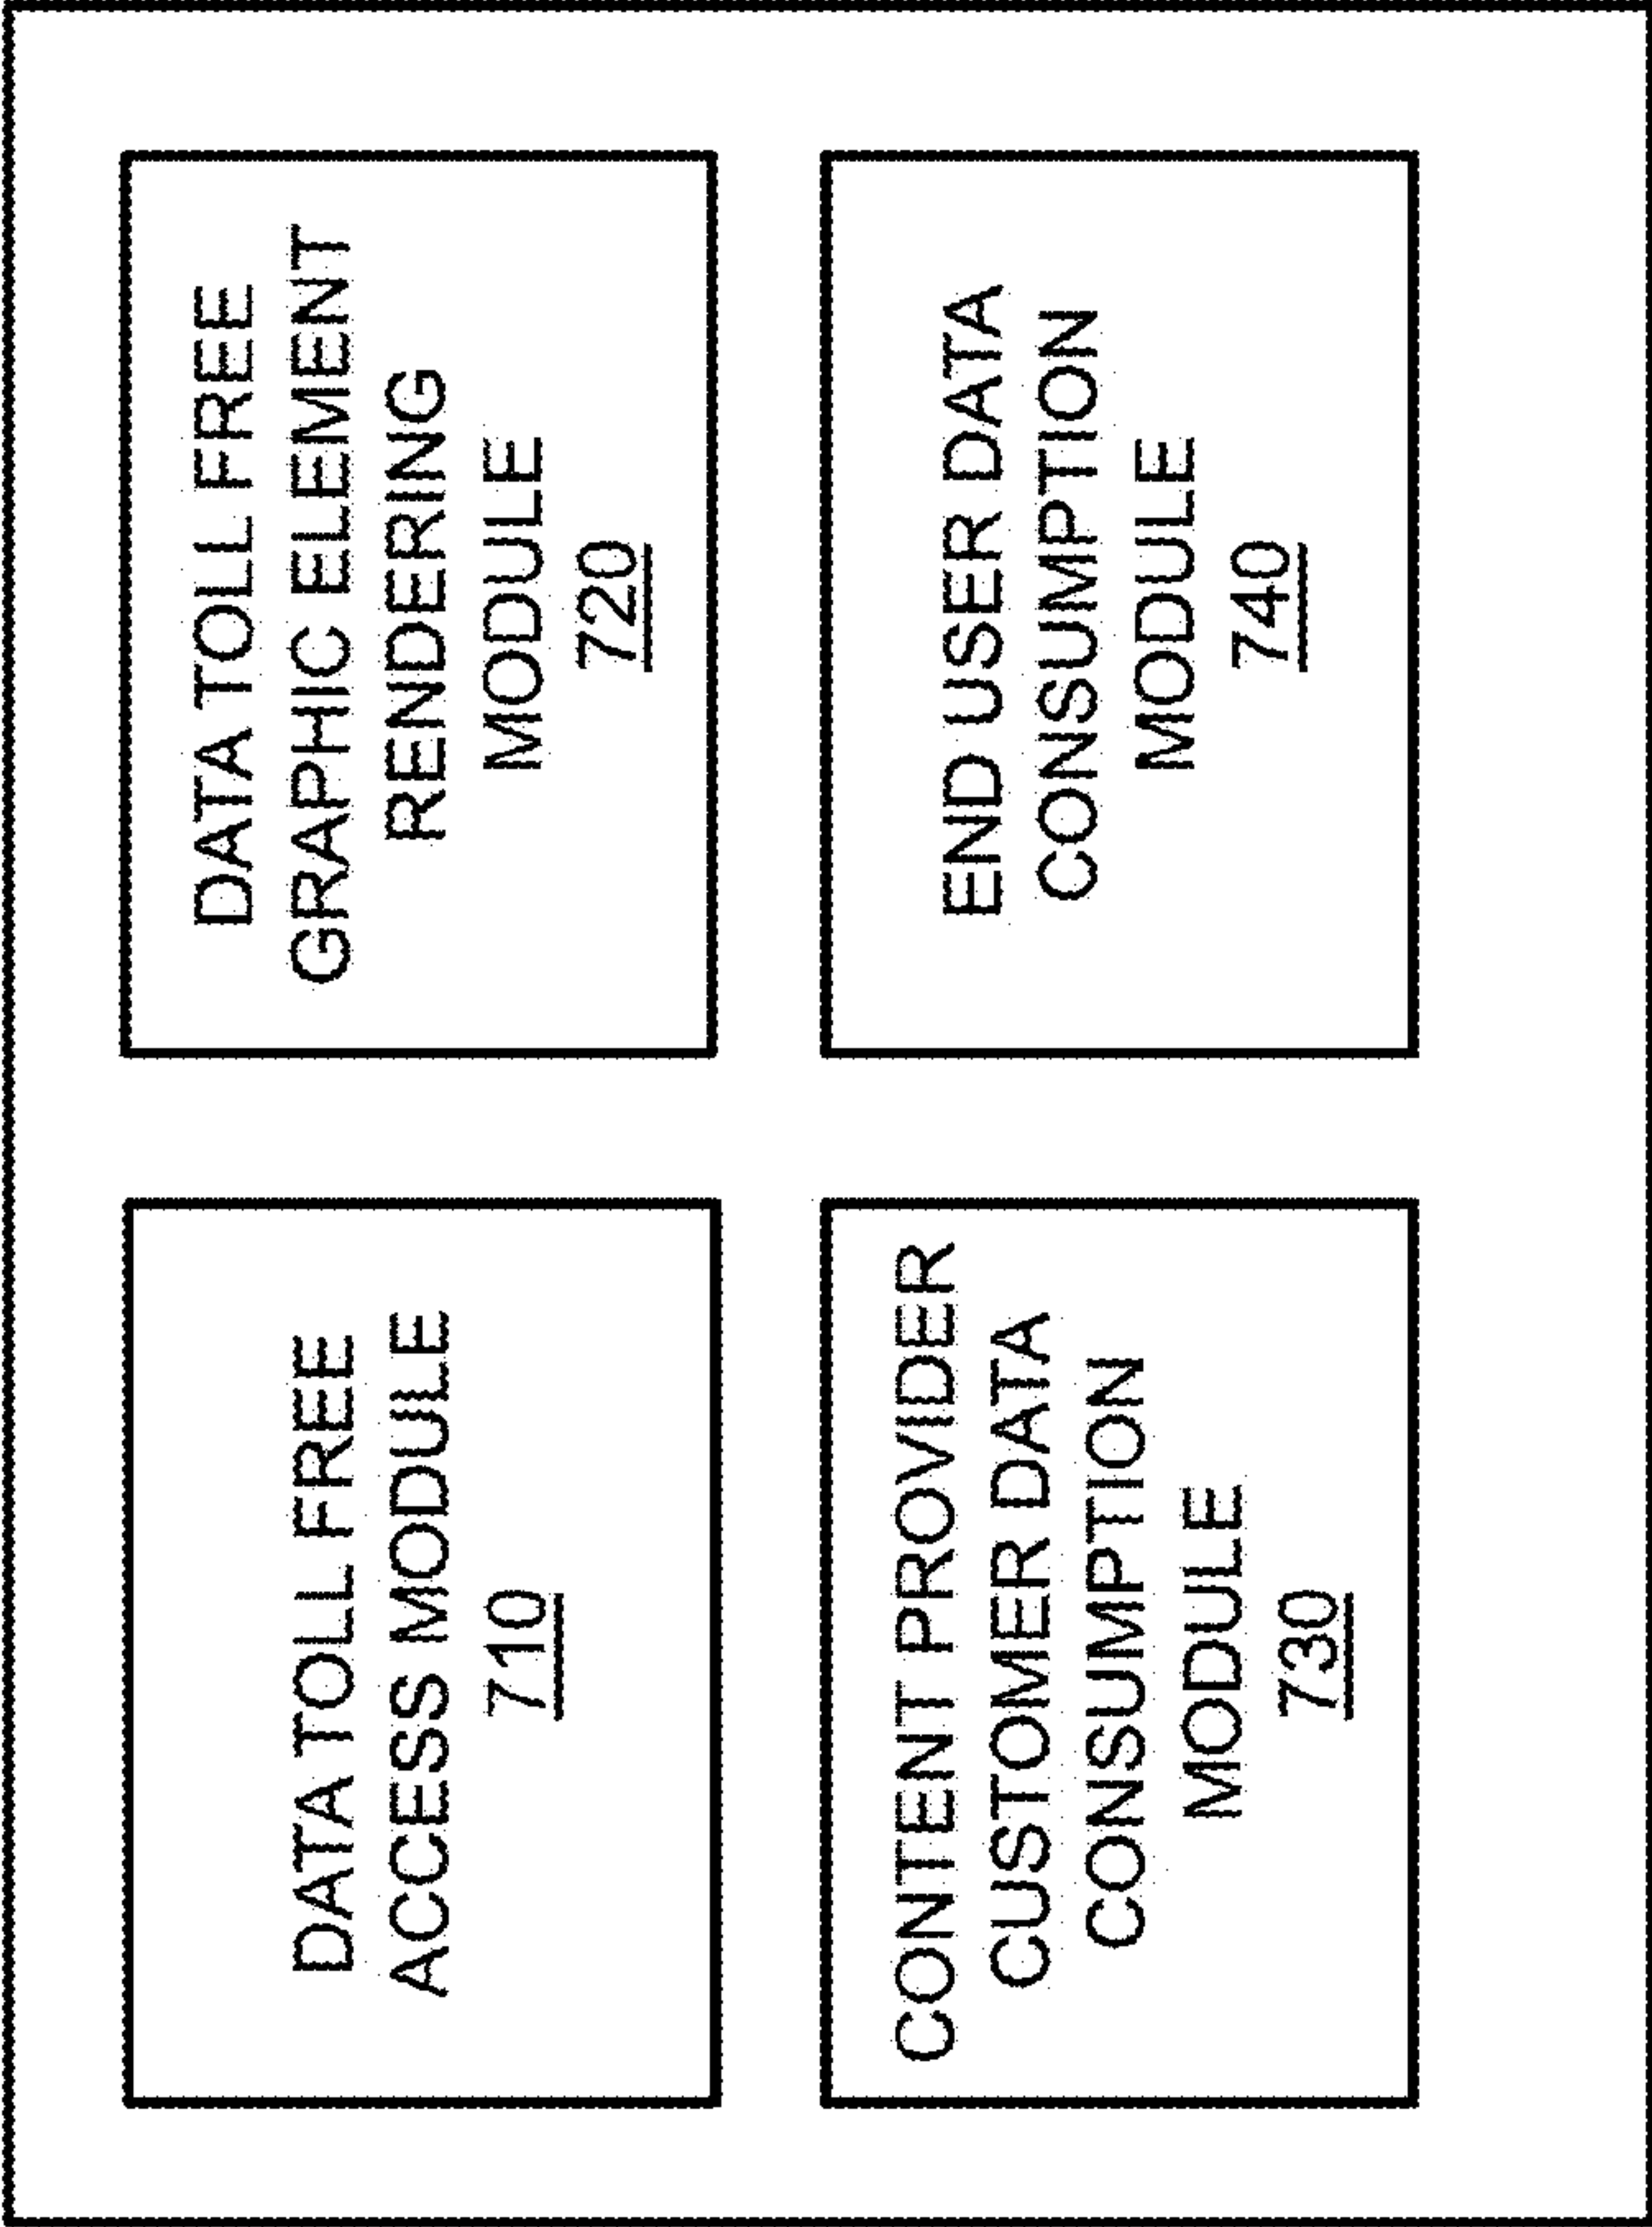 DATA TOLL FREE
ACCESS MODULE
710
DATA TOLL FREE
GRAPHIC ELEMENT
RENDERING
MODULE
720
CONTENT PROVIDER
CUSTOMER DATA
CONSUMPTION
MODULE
730
END USER DATA
CONSUMPTION
MODULE
740